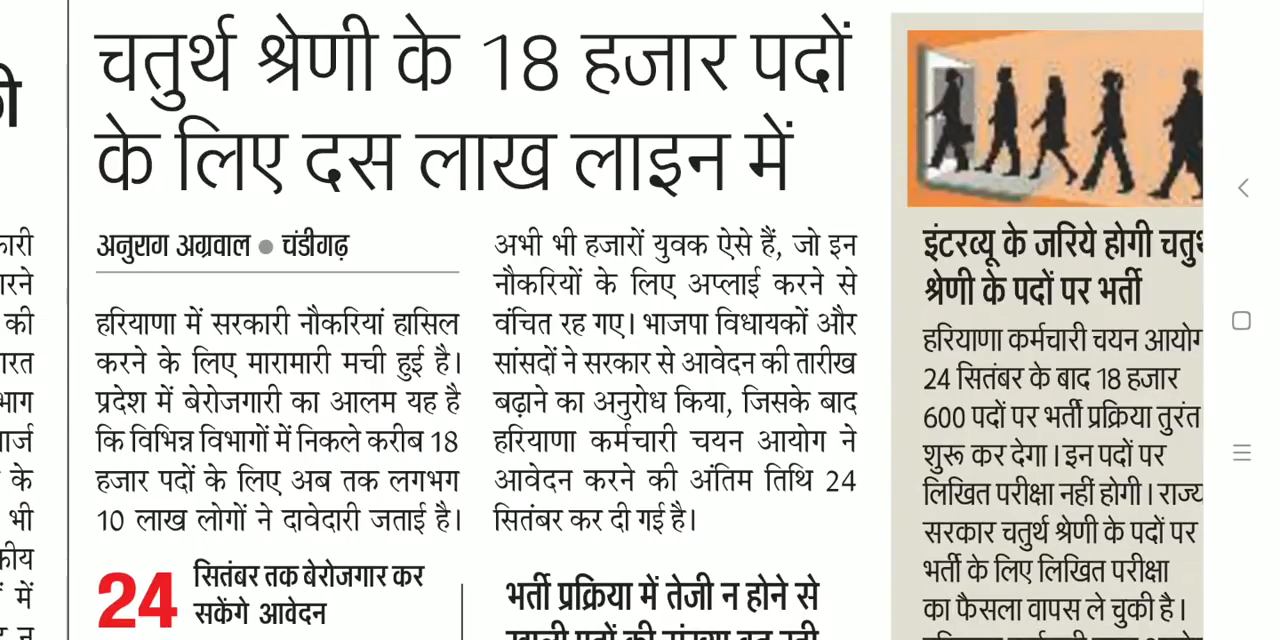 चतुर्थ श्रेणी के 18 हजार पदों
के लिए दस लाख लाइन में
अनुराग अग्रवाल ● चंडीगढ़
हरियाणा में सरकारी नौकरियां हासिल
करने के लिए मारामारी मची हुई है।
प्रदेश में बेरोजगारी का आलम यह है
कि विभिन्न विभागों में निकले करीब 18
हजार पदों के लिए अब तक लगभग
10 लाख लोगों ने दावेदारी जताई है।
24 सितंबर तक बेरोजगार कर
सकेंगे आवेदन
अभी भी हजारों युवक ऐसे हैं, जो इन
नौकरियों के लिए अप्लाई करने से
वंचित रह गए। भाजपा विधायकों और
सांसदों ने सरकार से आवेदन की तारीख
बढ़ाने का अनुरोध किया, जिसके बाद
हरियाणा कर्मचारी चयन आयोग ने
आवेदन करने की अंतिम तिथि 24
सितंबर कर दी गई है।
भर्ती प्रक्रिया में तेजी न होने से
इंटरव्यू के जरिये होगी
श्रेणी के पदों पर भर्ती
हरियाणा कर्मचारी चयन आयोग
24 सितंबर के बाद 18 हजार
600 पदों पर भर्ती प्रक्रिया तुरंत
शुरू कर देगा। इन पदों पर
लिखित परीक्षा नहीं होगी। राज्य
सरकार चतुर्थ श्रेणी के पदों पर
भर्ती के लिए लिखित परीक्षा
का फैसला वापस ले चुकी है।